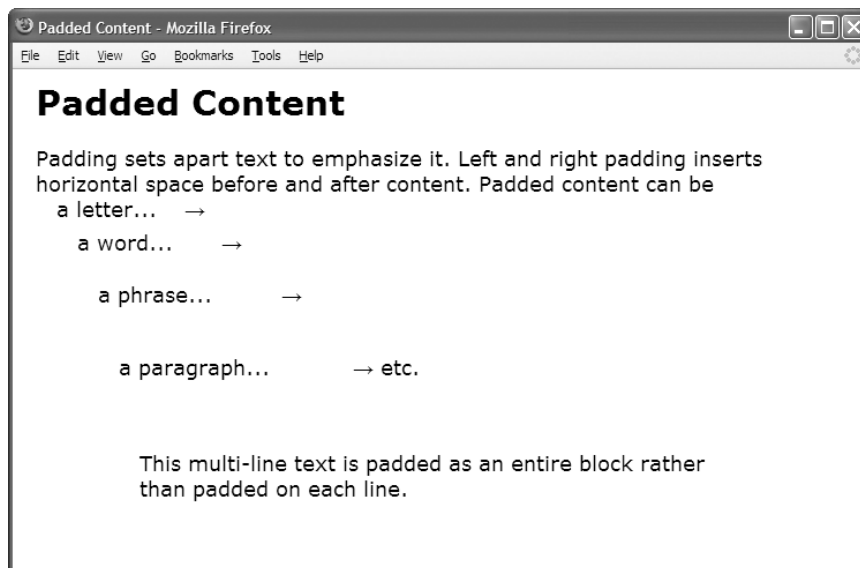 Padded Content - Mozilla Firefox
File Edit View Go Bookmarks Tools Help
Padded Content
Padding sets apart text to emphasize it. Left and right padding inserts
horizontal space before and after content. Padded content can be
a letter... →
a word... →
a phrase... →
a paragraph... → etc.
This multi-line text is padded as an entire block rather
than padded on each line.